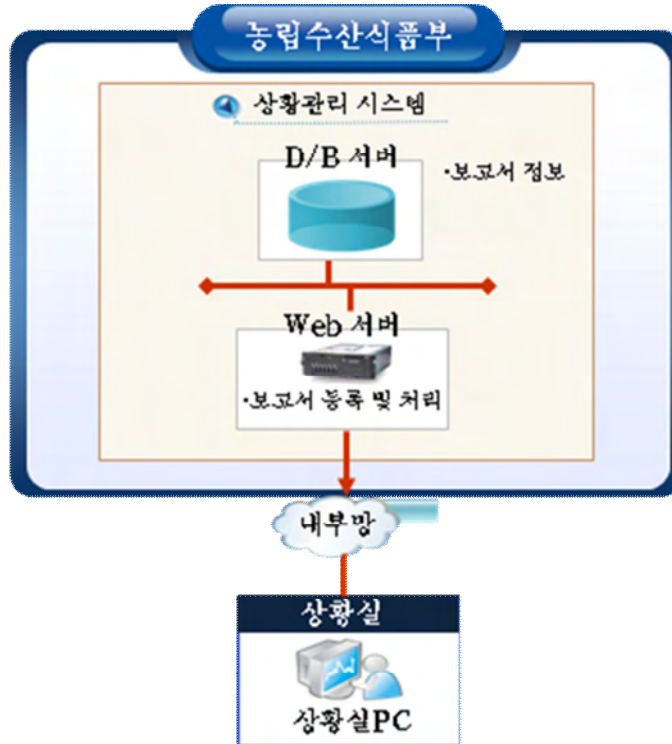 농림수산식품부
상황관리 시스템
D/B 서버
·보고서 정보
Web 서버
·보고서 등록 및 처리
내부망
상황실
상황실PC